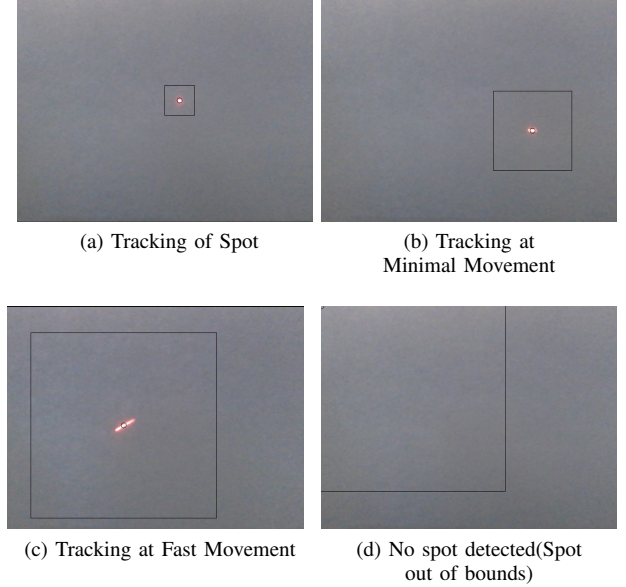 (a) Tracking of Spot
(b) Tracking at
Minimal Movement
(c) Tracking at Fast Movement
(d) No spot detected(Spot
out of bounds)